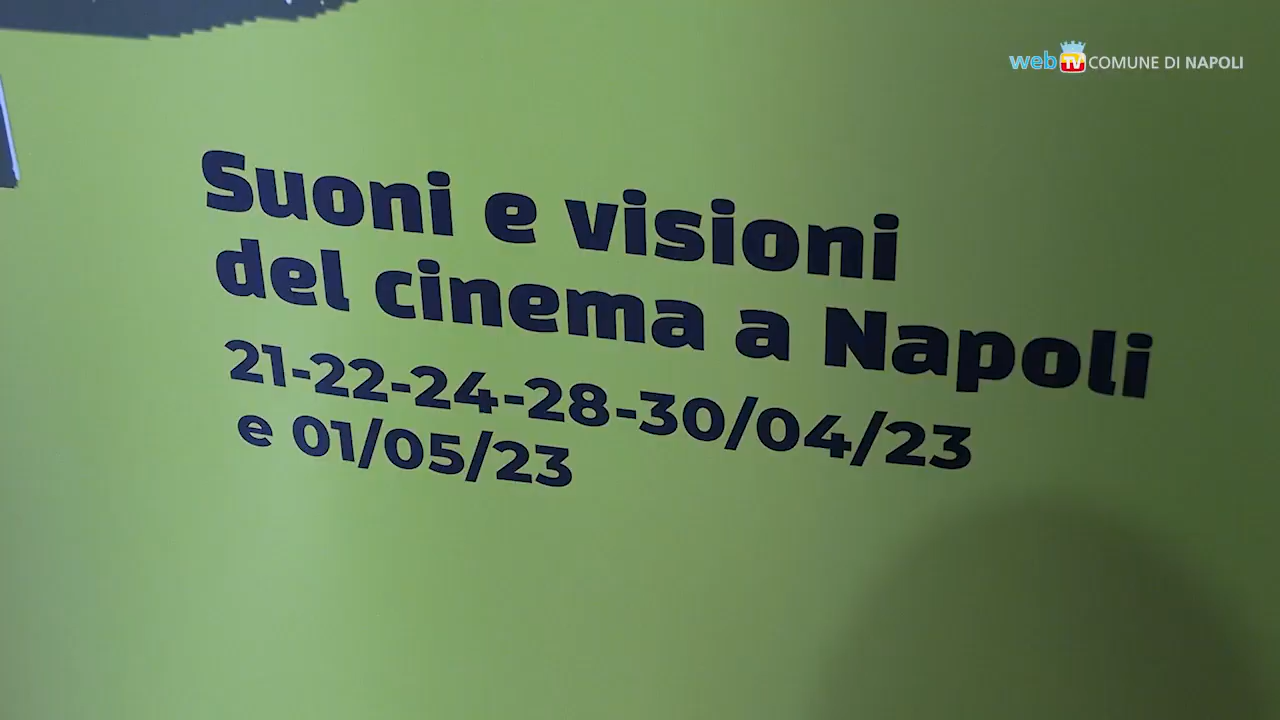 web TV COMUNE DI NAPOLI
Suoni e visioni
del cinema a Napoli
21-22-24-28-30/04/23
e 01/05/23